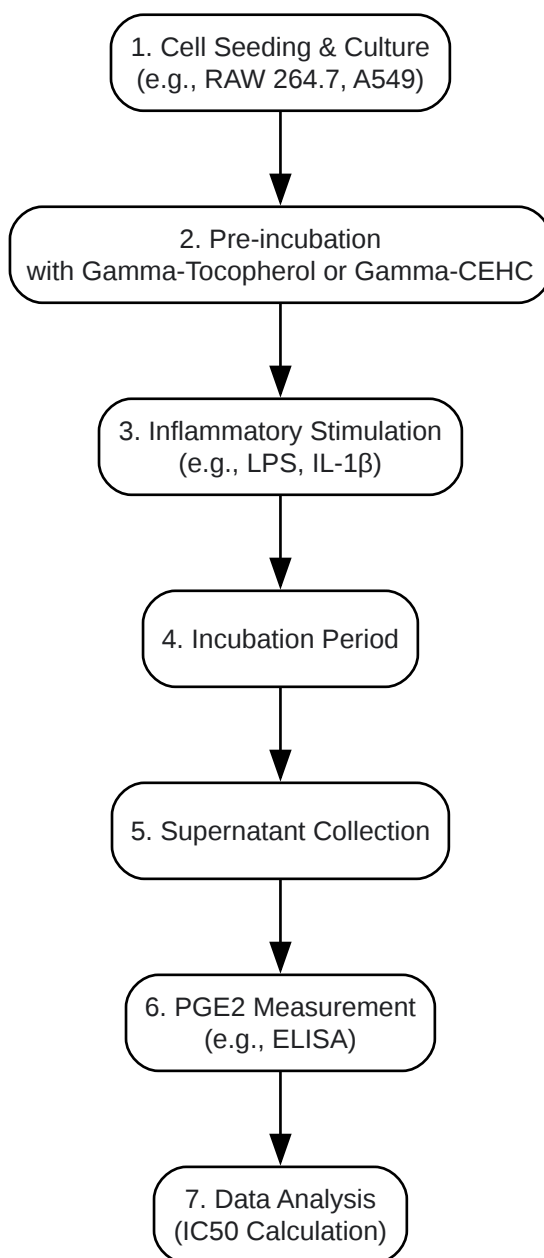 1. Cell Seeding & Culture
(e.g., RAW 264.7, A549)
2. Pre-incubation
with Gamma-Tocopherol or Gamma-CEHC
3. Inflammatory Stimulation
(e.g., LPS, IL-1β)
4. Incubation Period
5. Supernatant Collection
6. PGE2 Measurement
(e.g., ELISA)
7. Data Analysis
(IC50 Calculation)